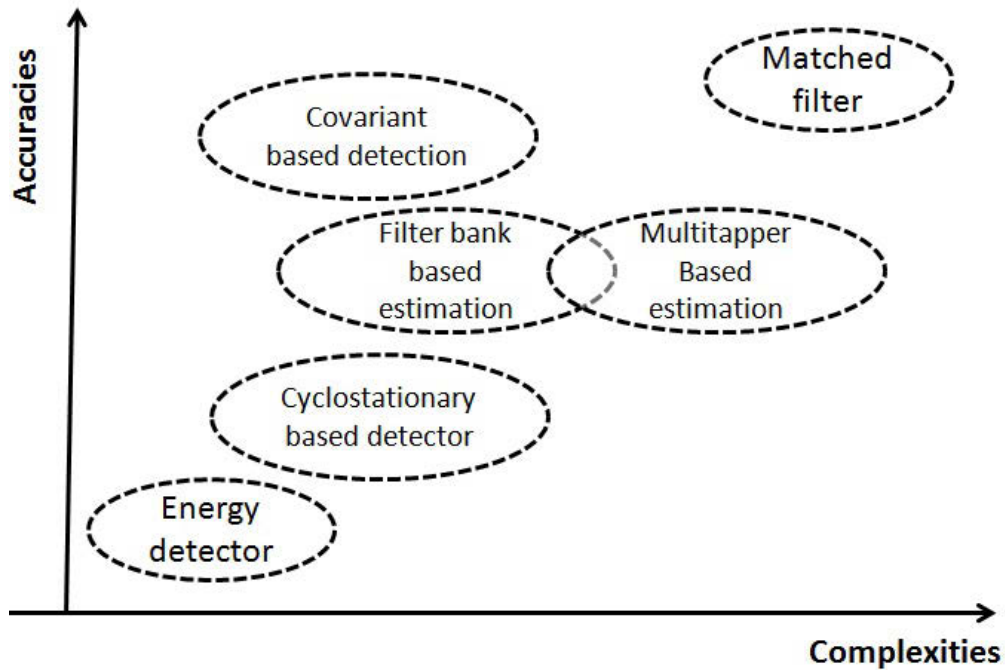 Accuracies
Matched
filter
Covariant
based detection
Filter bank
based
estimation
Multitapper
Based
estimation
Cyclostationary
based detector
Energy
detector
Complexities